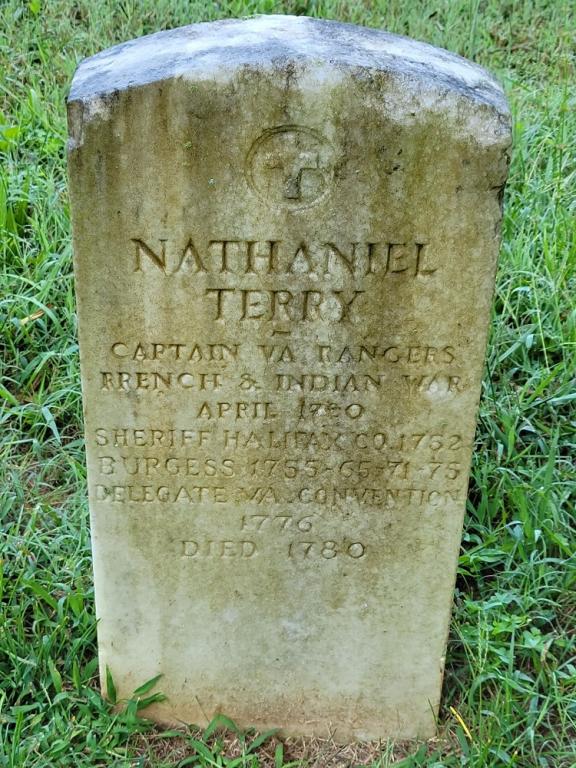 NATHANIEL
TERRY
CAPTAIN VA RANGERS
FRENCH & INDIAN WAR
APRIL
SHERIFF HALIFAX CO. 1752
BURGESS 1755-65-71-75
DELEGATE VA. CONVENTION
1776
DIED 1780